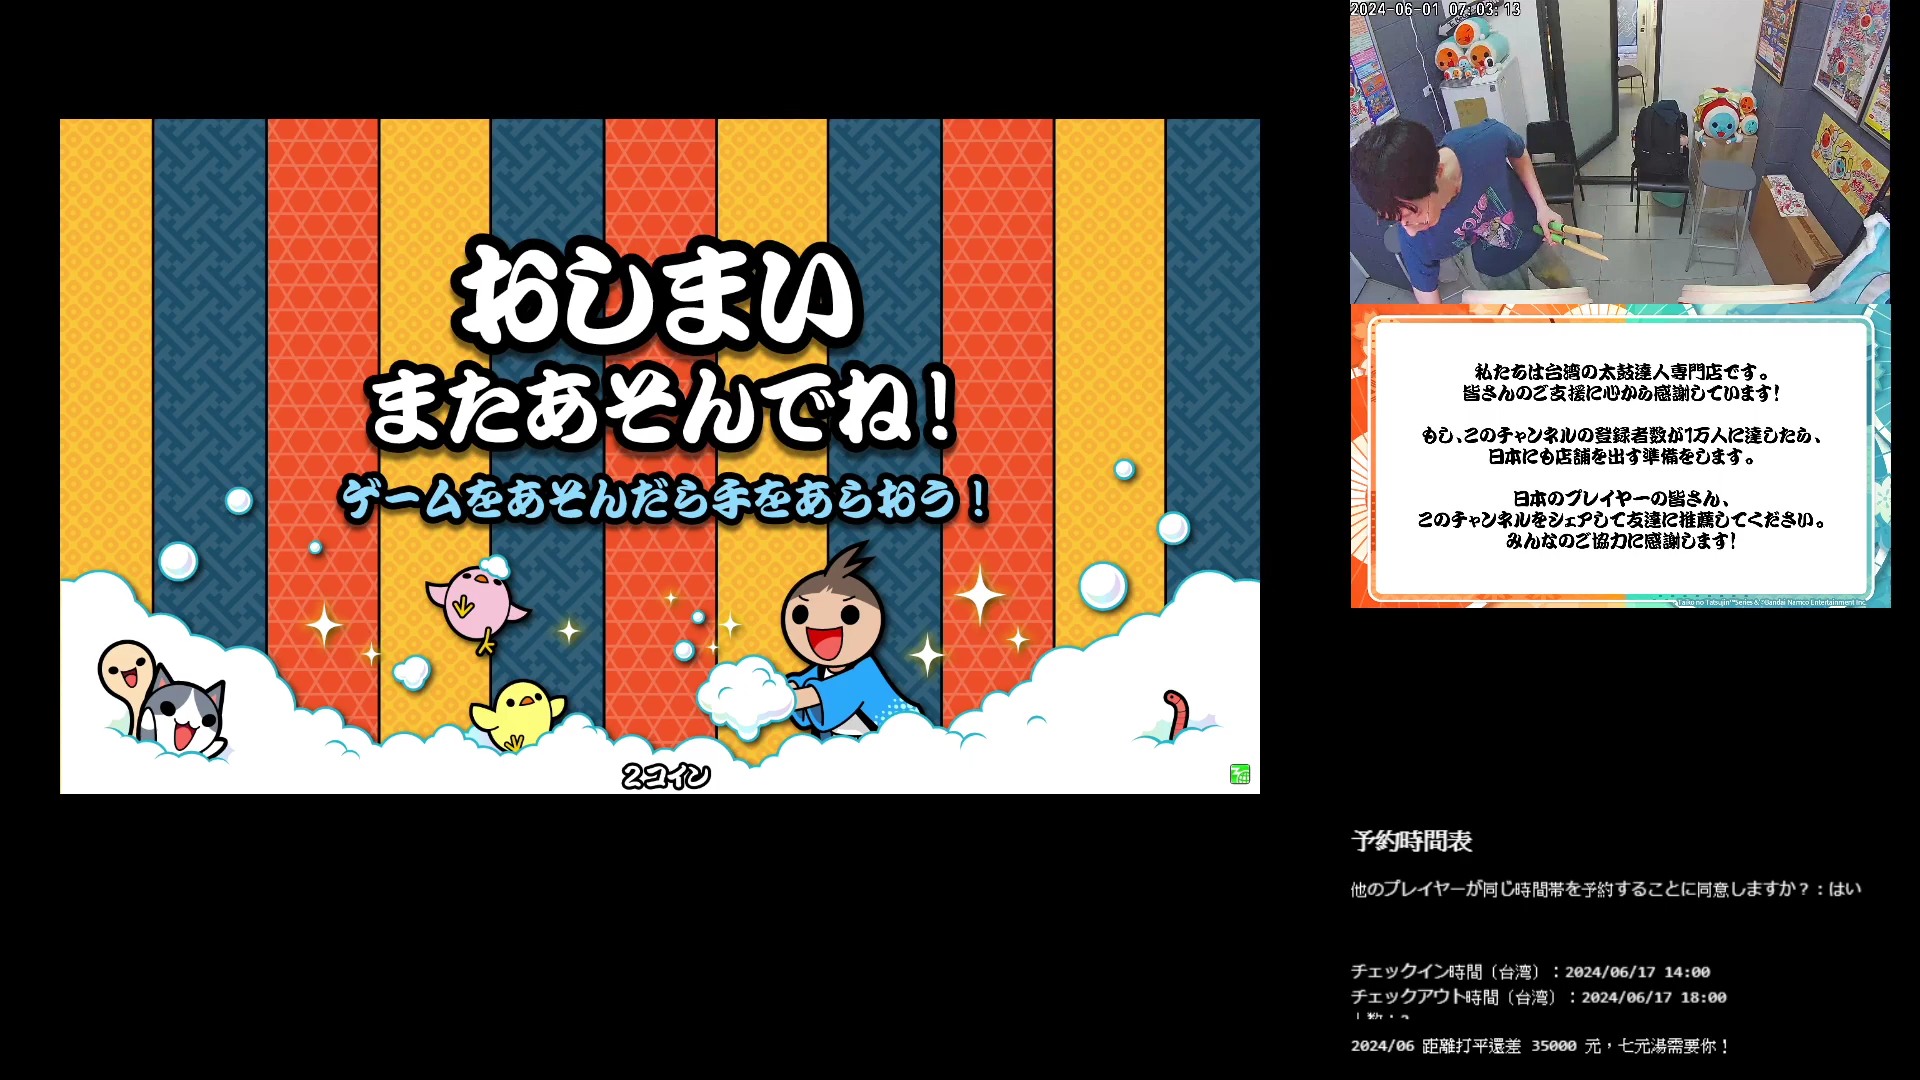 おしまい
またあそんでね!
ゲームをあそんだら手をあらおう!
2コイン
2024-06-01 07:03:13
私たちは台湾の太鼓達人専門店です。
皆さんのご支援に心から感謝しています!
もし、このチャンネルの登録者数が1万人に達したら、
日本にも店舗を出す準備をします。
日本のプレイヤーの皆さん、
このチャンネルをシェアして友達に推薦してください。
みんなのご協力に感謝します!
Taiko no Tatsujin™Series & ©Bandai Namco Entertainment Inc.
予約時間表
他のプレイヤーが同じ時間帯を予約することに同意しますか?:はい
チェックイン時間〔台湾〕:2024/06/17 14:00
チェックアウト時間〔台湾〕:2024/06/17 18:00
2024/06 距離打平還差 35000 元,七元湯需要你!